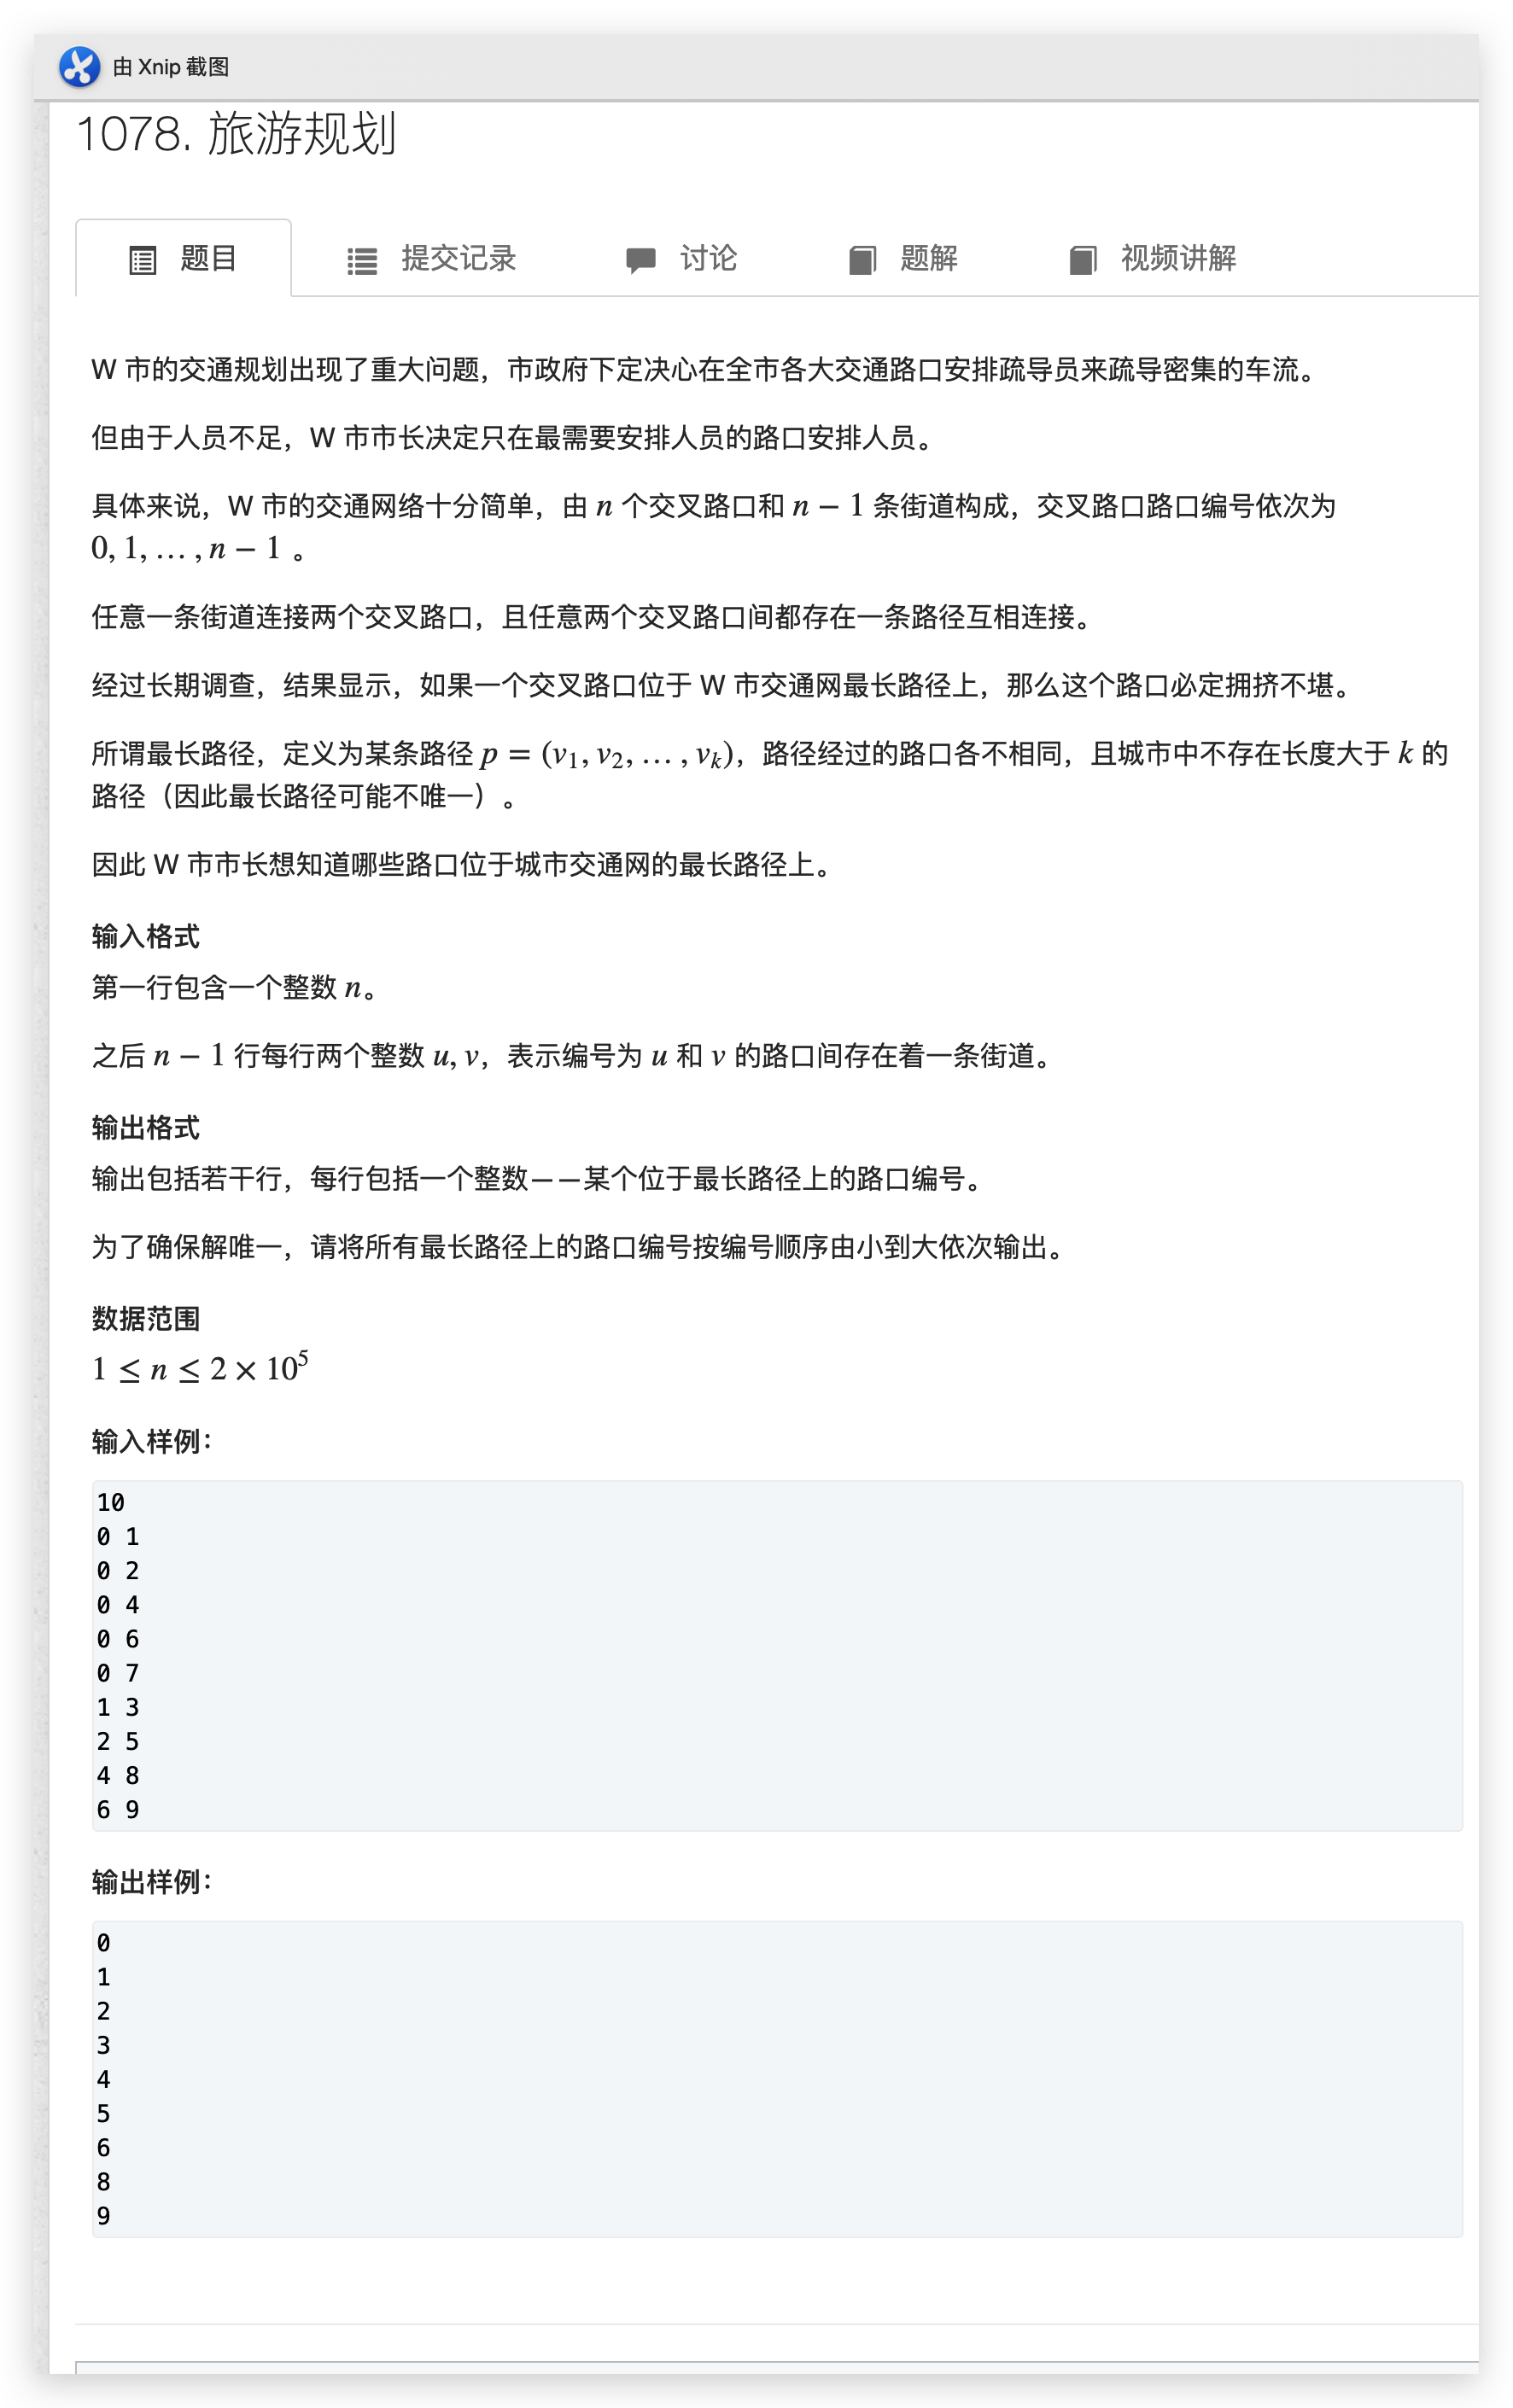 由 Xnip 截图
1078. 旅游规划
题目 提交记录 讨论 题解 视频讲解
W 市的交通规划出现了重大问题，市政府下定决心在全市各大交通路口安排疏导员来疏导密集的车流。
但由于人员不足，W 市市长决定只在最需要安排人员的路口安排人员。
具体来说，W 市的交通网络十分简单，由 n 个交叉路口和 n − 1 条街道构成，交叉路口路口编号依次为
0, 1, … , n − 1 。
任意一条街道连接两个交叉路口，且任意两个交叉路口间都存在一条路径互相连接。
经过长期调查，结果显示，如果一个交叉路口位于 W 市交通网最长路径上，那么这个路口必定拥挤不堪。
所谓最长路径，定义为某条路径 p = (v₁, v₂, … , vₖ)，路径经过的路口各不相同，且城市中不存在长度大于 k 的
路径（因此最长路径可能不唯一）。
因此 W 市市长想知道哪些路口位于城市交通网的最长路径上。
输入格式
第一行包含一个整数 n。
之后 n − 1 行每行两个整数 u, v，表示编号为 u 和 v 的路口间存在着一条街道。
输出格式
输出包括若干行，每行包括一个整数——某个位于最长路径上的路口编号。
为了确保解唯一，请将所有最长路径上的路口编号按编号顺序由小到大依次输出。
数据范围
1 ≤ n ≤ 2 × 10⁵
输入样例：
10
0 1
0 2
0 4
0 6
0 7
1 3
2 5
4 8
6 9
输出样例：
0
1
2
3
4
5
6
8
9